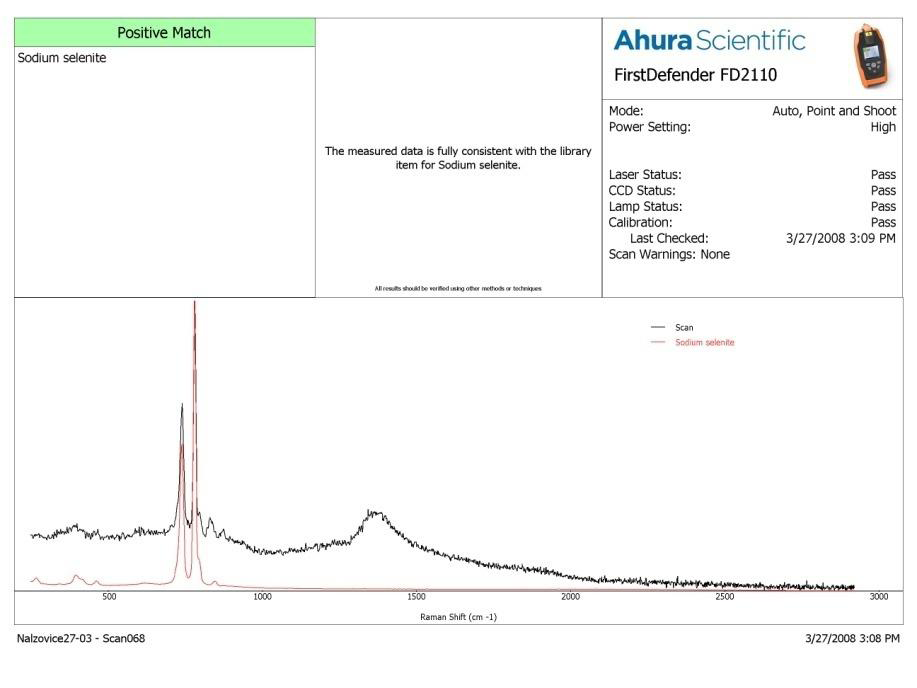 Positive Match
Sodium selenite
The measured data is fully consistent with the library
item for Sodium selenite.
All results should be verified using other methods or techniques
Ahura Scientific
FirstDefender FD2110
Mode: Auto, Point and Shoot
Power Setting: High
Laser Status: Pass
CCD Status: Pass
Lamp Status: Pass
Calibration: Pass
Last Checked: 3/27/2008 3:09 PM
Scan Warnings: None
Scan
Sodium selenite
500 1000 1500 2000 2500 3000
Raman Shift (cm -1)
Nalzovice27-03 - Scan068 3/27/2008 3:08 PM